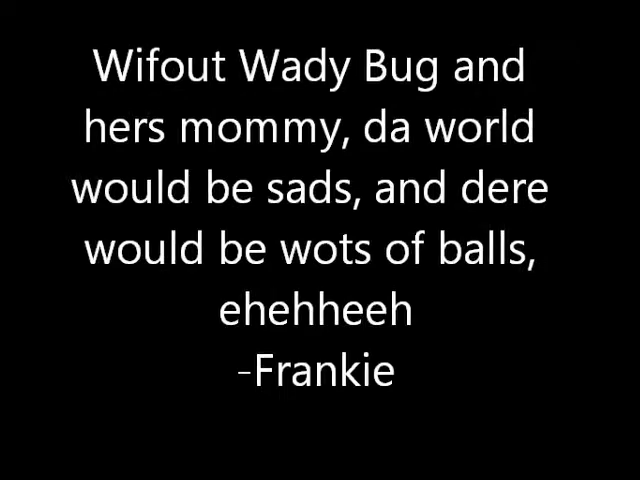 Wifout Wady Bug and
hers mommy, da world
would be sads, and dere
would be wots of balls,
ehehheeh
-Frankie